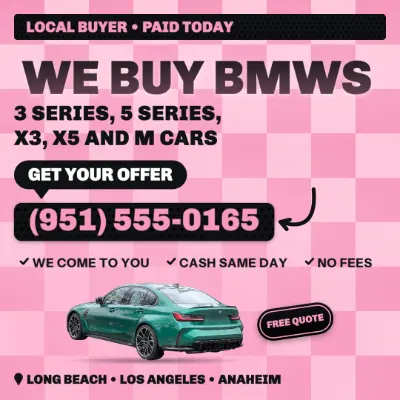 LOCAL BUYER • PAID TODAY
WE BUY BMWS
3 SERIES, 5 SERIES,
X3, X5 AND M CARS
GET YOUR OFFER
(951) 555-0165
WE COME TO YOU CASH SAME DAY NO FEES
FREE QUOTE
LONG BEACH • LOS ANGELES • ANAHEIM